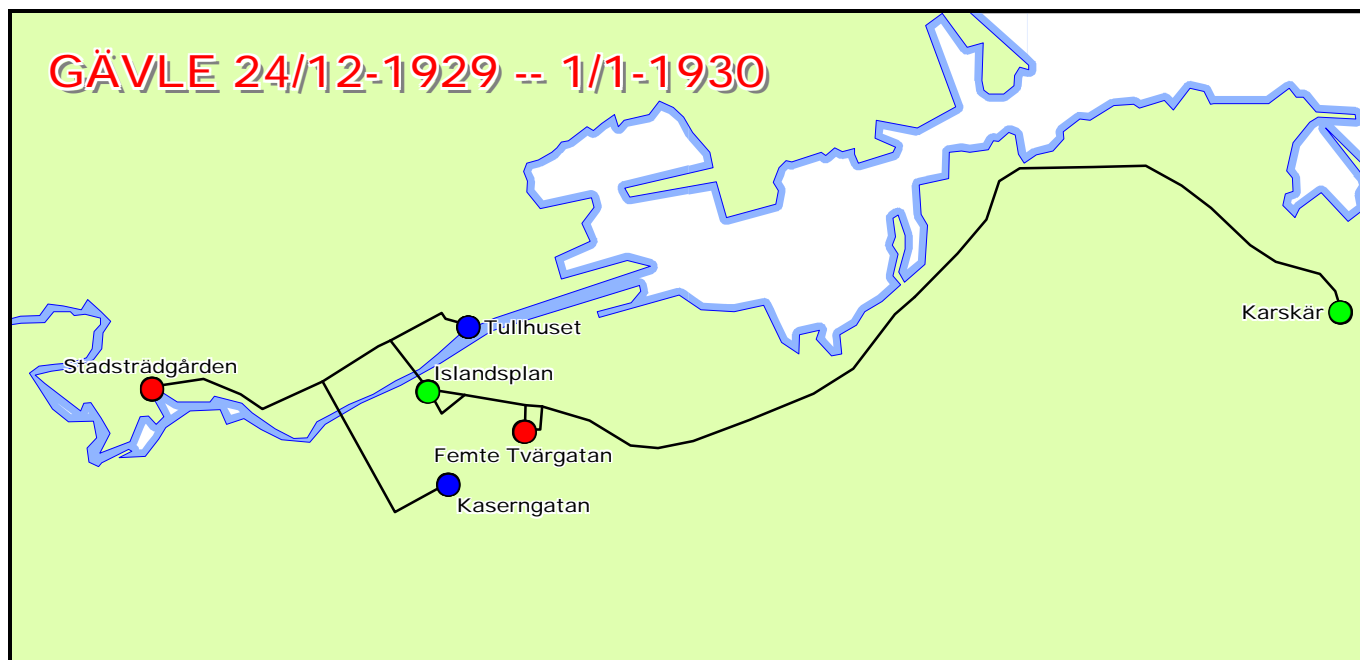 GÄVLE 24/12-1929 -- 1/1-1930
Karskär
Tullhuset
Stadsträdgården
Islandsplan
Femte Tvärgatan
Kaserngatan